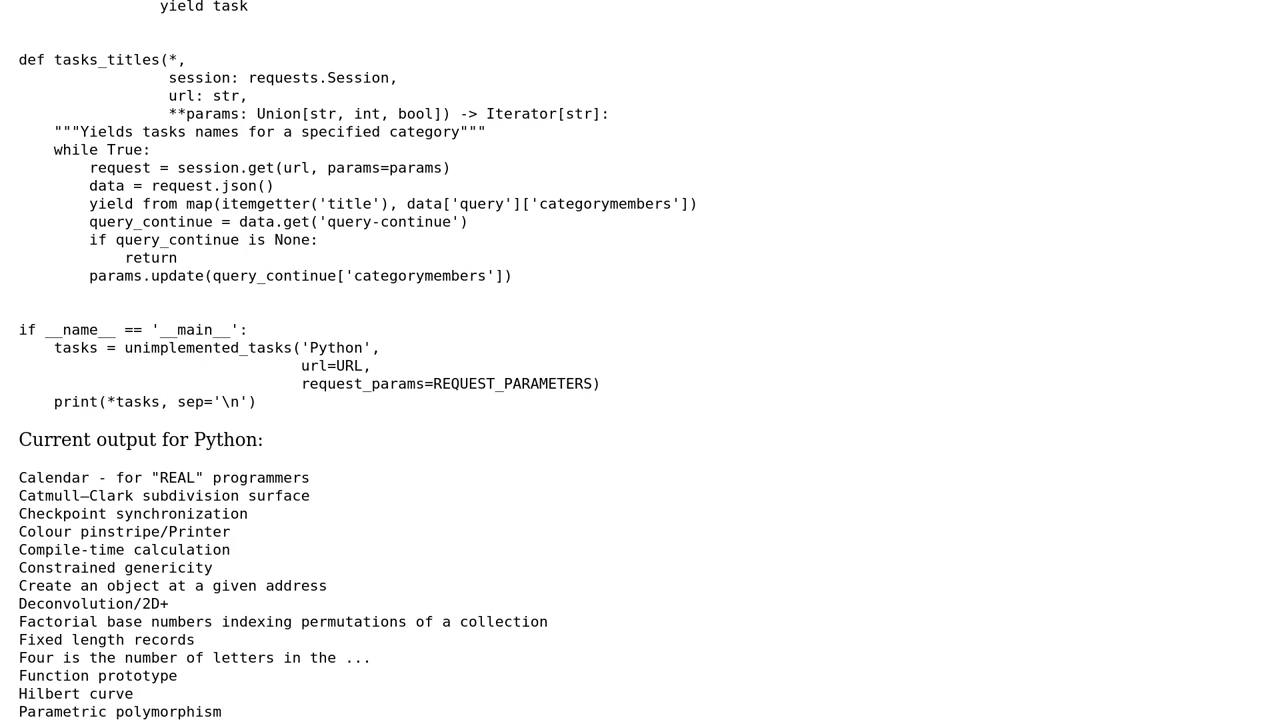 yield task


def tasks_titles(*,
                 session: requests.Session,
                 url: str,
                 **params: Union[str, int, bool]) -> Iterator[str]:
    """Yields tasks names for a specified category"""
    while True:
        request = session.get(url, params=params)
        data = request.json()
        yield from map(itemgetter('title'), data['query']['categorymembers'])
        query_continue = data.get('query-continue')
        if query_continue is None:
            return
        params.update(query_continue['categorymembers'])


if __name__ == '__main__':
    tasks = unimplemented_tasks('Python',
                                url=URL,
                                request_params=REQUEST_PARAMETERS)
    print(*tasks, sep='\n')

Current output for Python:

Calendar - for "REAL" programmers
Catmull–Clark subdivision surface
Checkpoint synchronization
Colour pinstripe/Printer
Compile-time calculation
Constrained genericity
Create an object at a given address
Deconvolution/2D+
Factorial base numbers indexing permutations of a collection
Fixed length records
Four is the number of letters in the ...
Function prototype
Hilbert curve
Parametric polymorphism